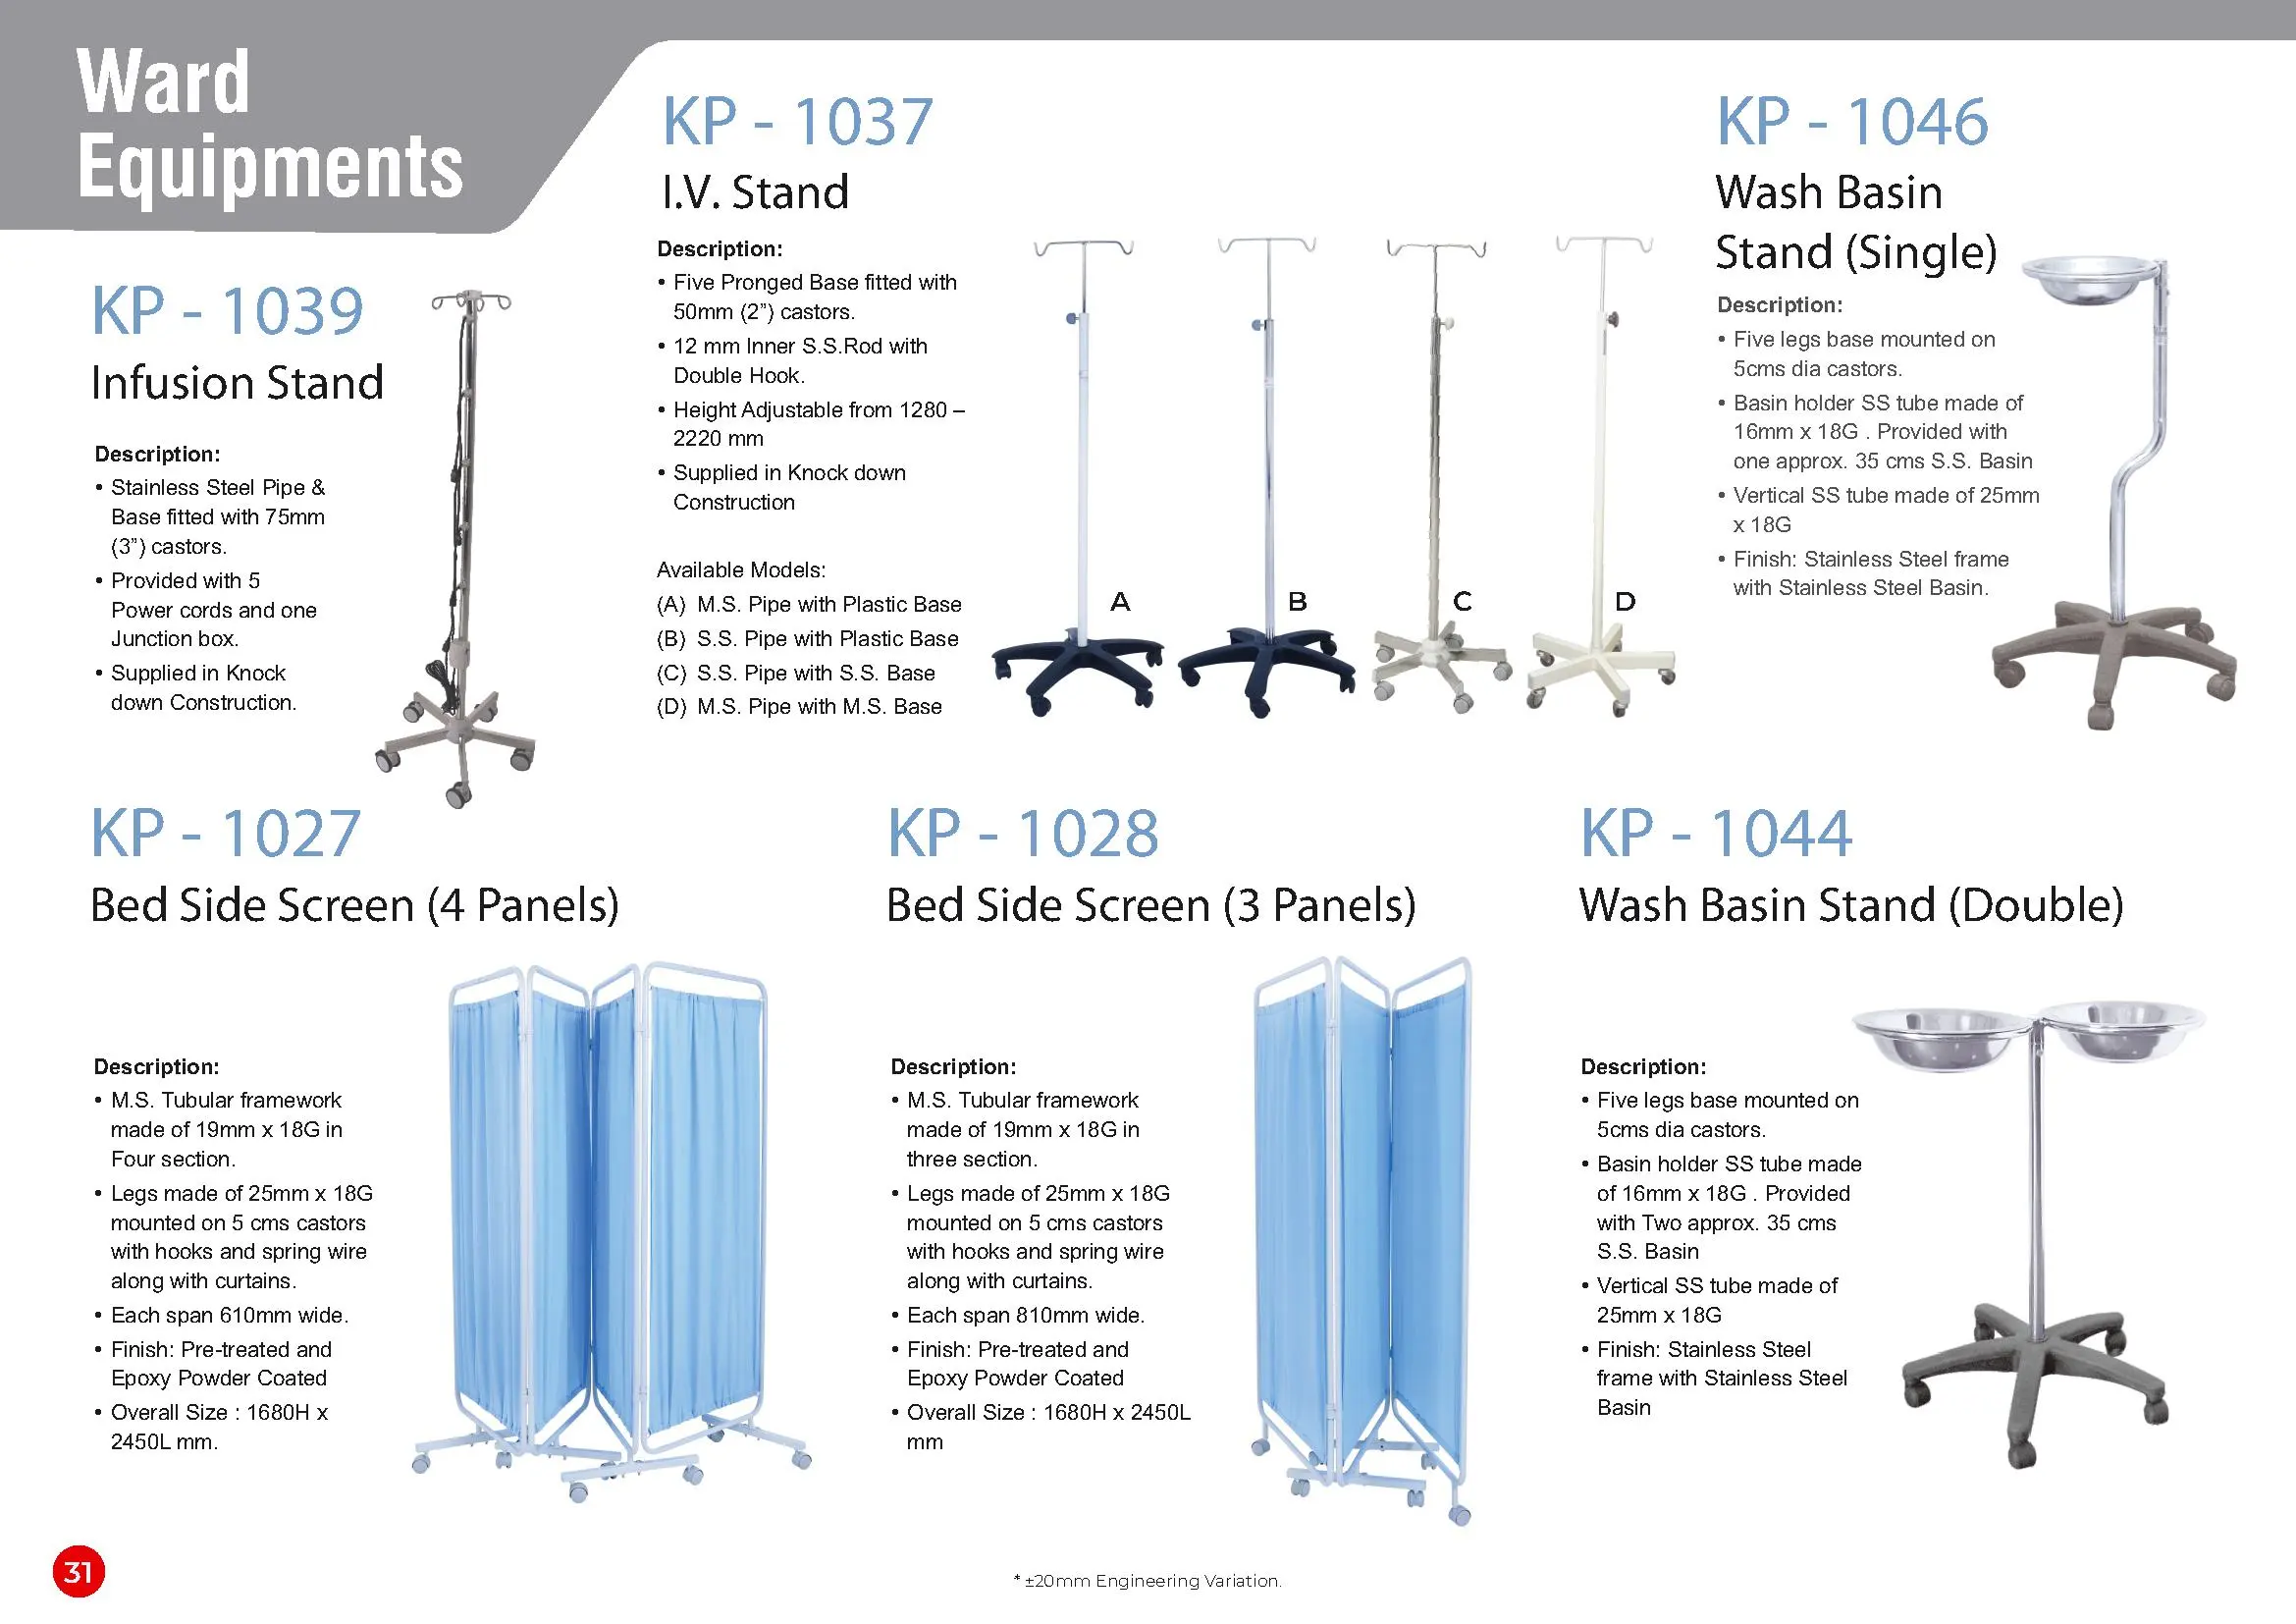 Ward
Equipments
KP - 1039
Infusion Stand
Description:
• Stainless Steel Pipe &
Base fitted with 75mm
(3”) castors.
• Provided with 5
Power cords and one
Junction box.
• Supplied in Knock
down Construction.
KP - 1037
I.V. Stand
Description:
• Five Pronged Base fitted with
50mm (2”) castors.
• 12 mm Inner S.S.Rod with
Double Hook.
• Height Adjustable from 1280 –
2220 mm
• Supplied in Knock down
Construction
Available Models:
(A) M.S. Pipe with Plastic Base
(B) S.S. Pipe with Plastic Base
(C) S.S. Pipe with S.S. Base
(D) M.S. Pipe with M.S. Base
A
B
C
D
KP - 1046
Wash Basin
Stand (Single)
Description:
• Five legs base mounted on
5cms dia castors.
• Basin holder SS tube made of
16mm x 18G . Provided with
one approx. 35 cms S.S. Basin
• Vertical SS tube made of 25mm
x 18G
• Finish: Stainless Steel frame
with Stainless Steel Basin.
KP - 1027
Bed Side Screen (4 Panels)
Description:
• M.S. Tubular framework
made of 19mm x 18G in
Four section.
• Legs made of 25mm x 18G
mounted on 5 cms castors
with hooks and spring wire
along with curtains.
• Each span 610mm wide.
• Finish: Pre-treated and
Epoxy Powder Coated
• Overall Size : 1680H x
2450L mm.
KP - 1028
Bed Side Screen (3 Panels)
Description:
• M.S. Tubular framework
made of 19mm x 18G in
three section.
• Legs made of 25mm x 18G
mounted on 5 cms castors
with hooks and spring wire
along with curtains.
• Each span 810mm wide.
• Finish: Pre-treated and
Epoxy Powder Coated
• Overall Size : 1680H x 2450L
mm
KP - 1044
Wash Basin Stand (Double)
Description:
• Five legs base mounted on
5cms dia castors.
• Basin holder SS tube made
of 16mm x 18G . Provided
with Two approx. 35 cms
S.S. Basin
• Vertical SS tube made of
25mm x 18G
• Finish: Stainless Steel
frame with Stainless Steel
Basin
31
* ±20mm Engineering Variation.